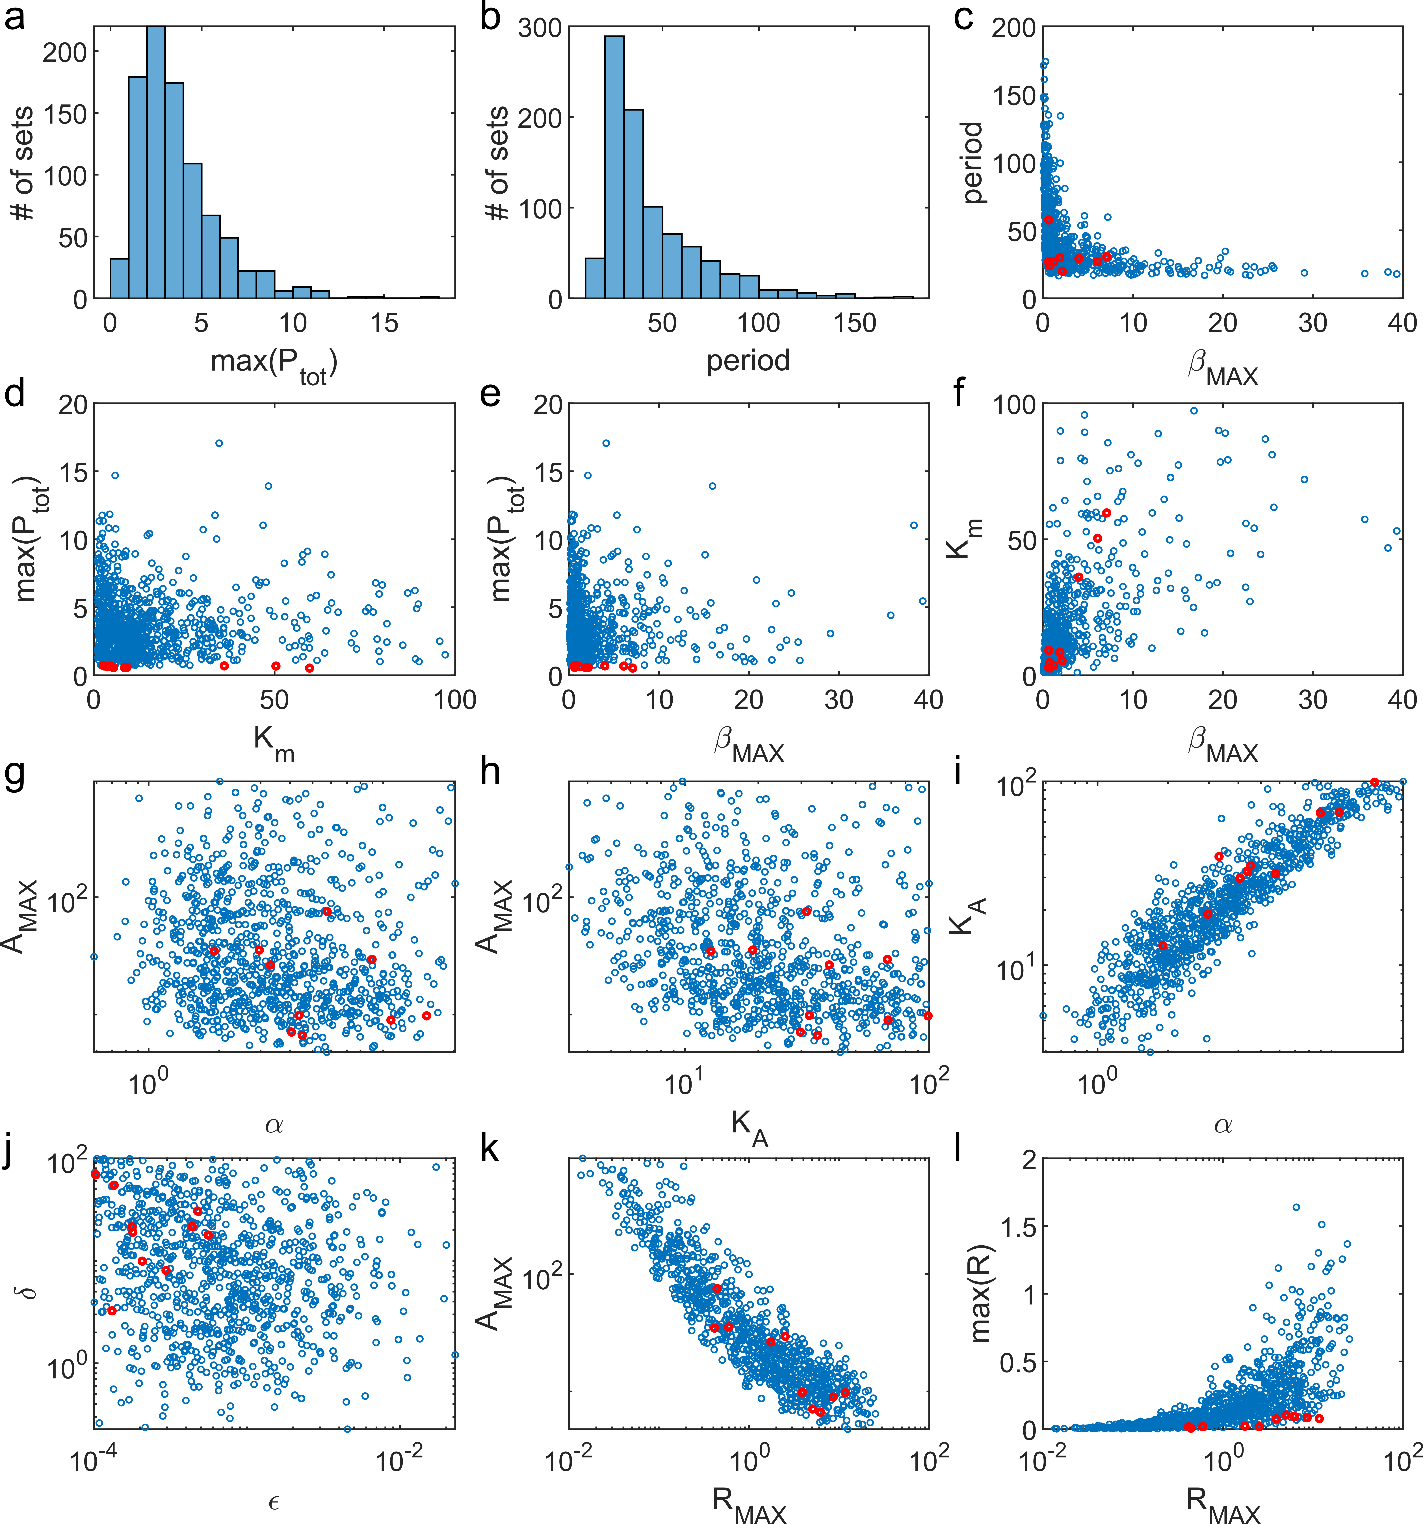 a
200
150
100
50
0
# of sets
0 5 10 15
max(P_tot)
b
300
200
100
0
# of sets
50 100 150
period
c
200
150
100
50
0
period
0 10 20 30 40
β_MAX
d
20
15
10
5
0
max(P_tot)
0 50 100
K_m
e
20
15
10
5
0
max(P_tot)
0 10 20 30 40
β_MAX
f
100
50
0
K_m
0 10 20 30 40
β_MAX
g
10^2
A_MAX
10^0
α
h
10^2
A_MAX
10^1 10^2
K_A
i
10^2
10^1
K_A
10^0
α
j
10^2
10^0
δ
10^-4 10^-2
ϵ
k
10^2
A_MAX
10^-2 10^0 10^2
R_MAX
l
2
1.5
1
0.5
0
max(R)
10^-2 10^0 10^2
R_MAX